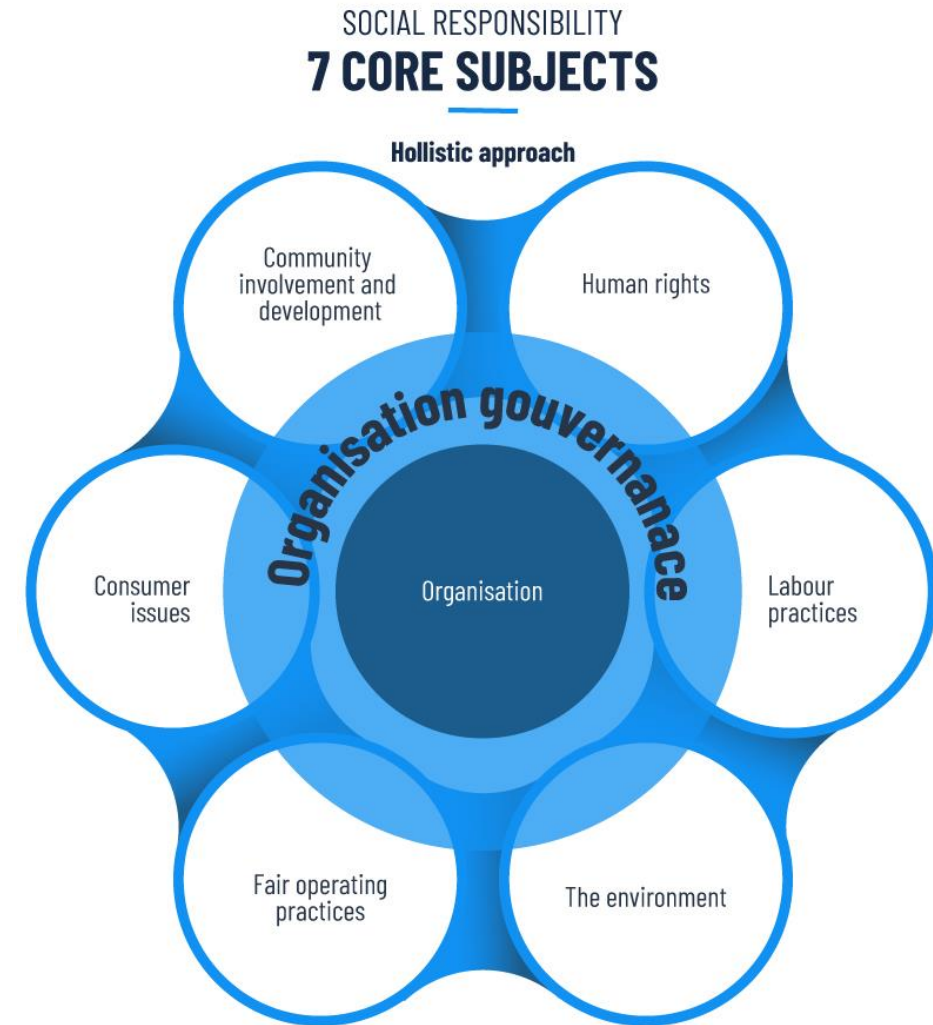 SOCIAL RESPONSIBILITY
7 CORE SUBJECTS
Hollistic approach
Community
involvement and
development
Human rights
Organisation gouvernanace
Consumer
issues
Organisation
Labour
practices
Fair operating
practices
The environment